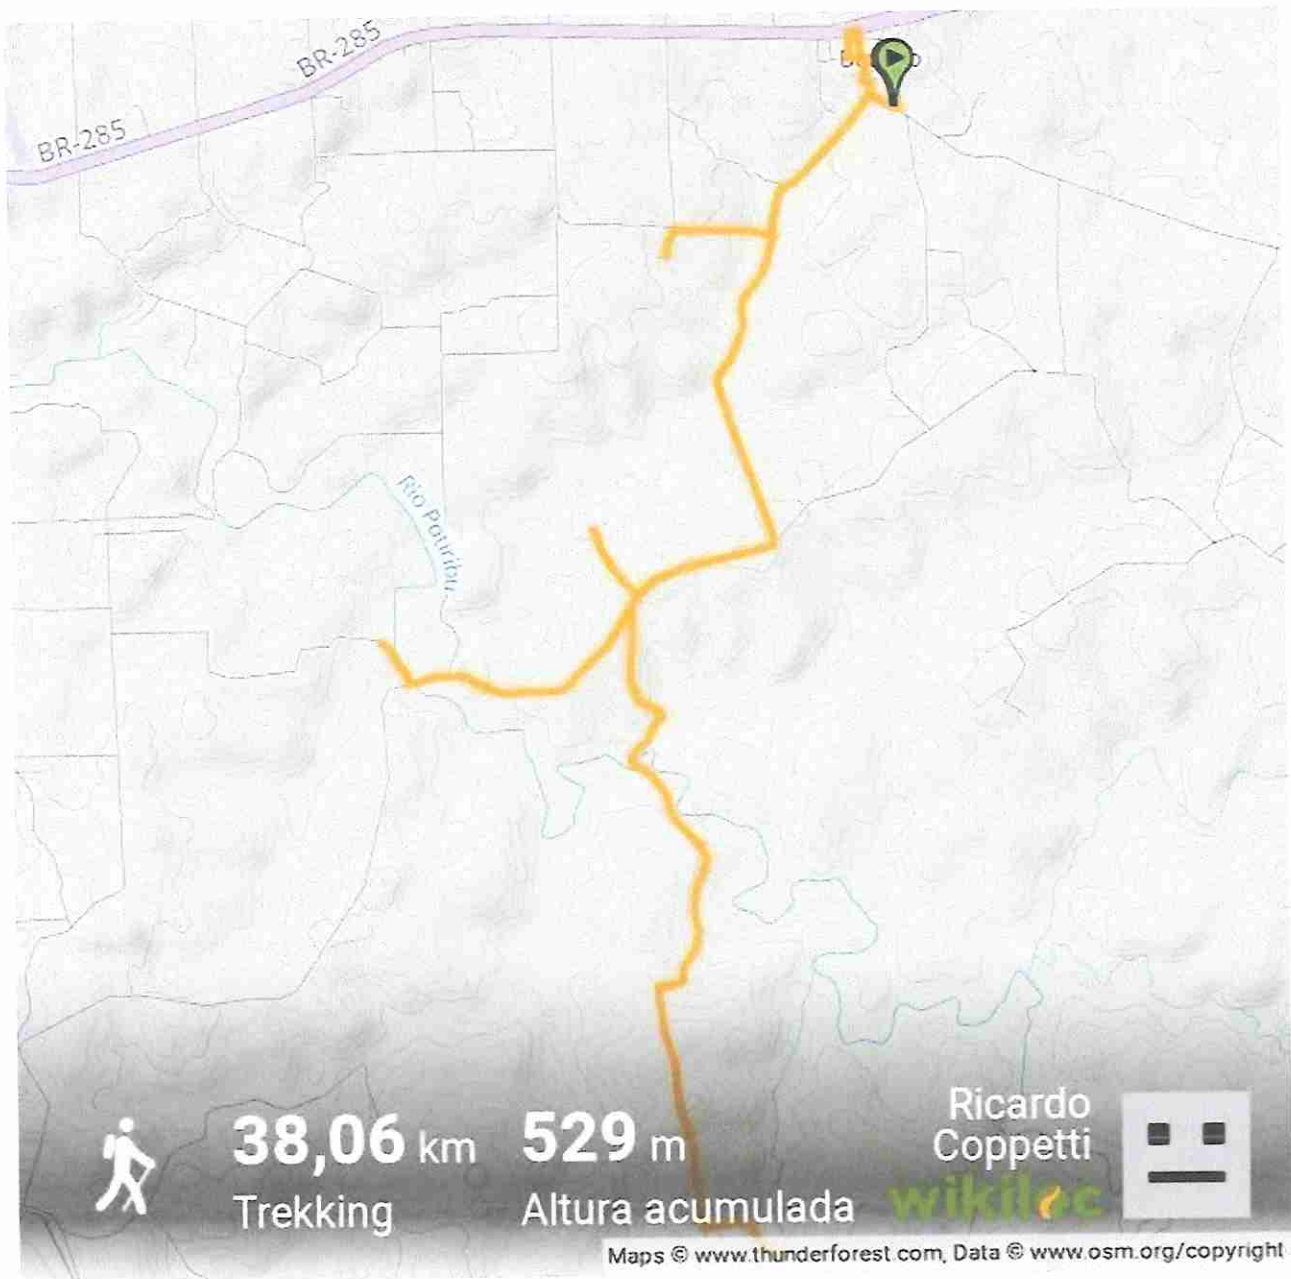 BR-285
BR-285
Rio Potiribu
38,06 km
Trekking
529 m
Altura acumulada
Ricardo
Coppetti
wikiloc
Maps © www.thunderforest.com, Data © www.osm.org/copyright